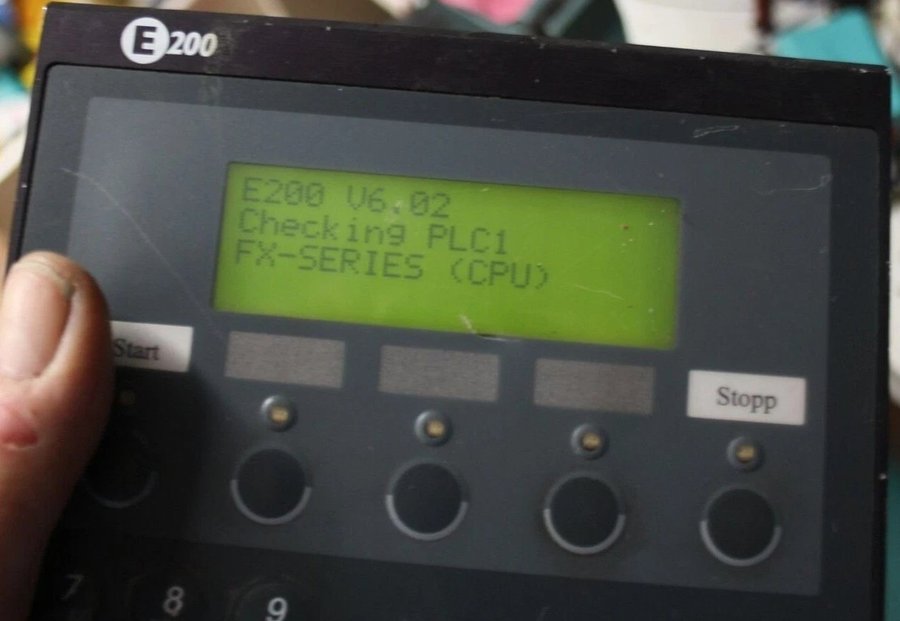 E200
E200 V6.02
Checking PLC1
FX-SERIES (CPU)
Start
Stopp
7 8 9